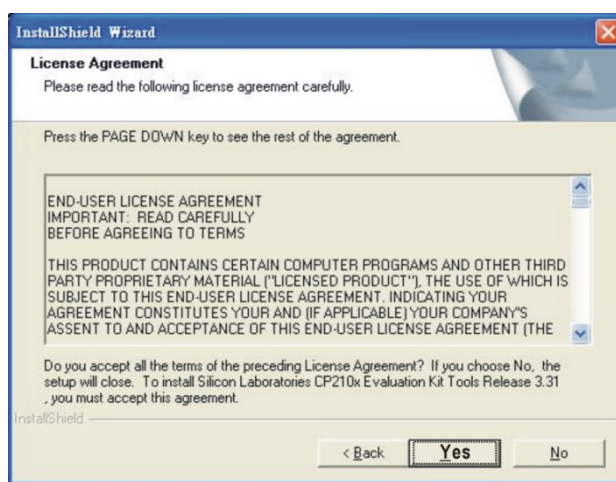 InstallShield Wizard
License Agreement
Please read the following license agreement carefully.
Press the PAGE DOWN key to see the rest of the agreement.
END-USER LICENSE AGREEMENT
IMPORTANT: READ CAREFULLY
BEFORE AGREEING TO TERMS
THIS PRODUCT CONTAINS CERTAIN COMPUTER PROGRAMS AND OTHER THIRD
PARTY PROPRIETARY MATERIAL ("LICENSED PRODUCT"), THE USE OF WHICH IS
SUBJECT TO THIS END-USER LICENSE AGREEMENT. INDICATING YOUR
AGREEMENT CONSTITUTES YOUR AND (IF APPLICABLE) YOUR COMPANY'S
ASSENT TO AND ACCEPTANCE OF THIS END-USER LICENSE AGREEMENT (THE
Do you accept all the terms of the preceding License Agreement? If you choose No, the
setup will close. To install Silicon Laboratories CP210x Evaluation Kit Tools Release 3.31
, you must accept this agreement.
InstallShield
< Back Yes No